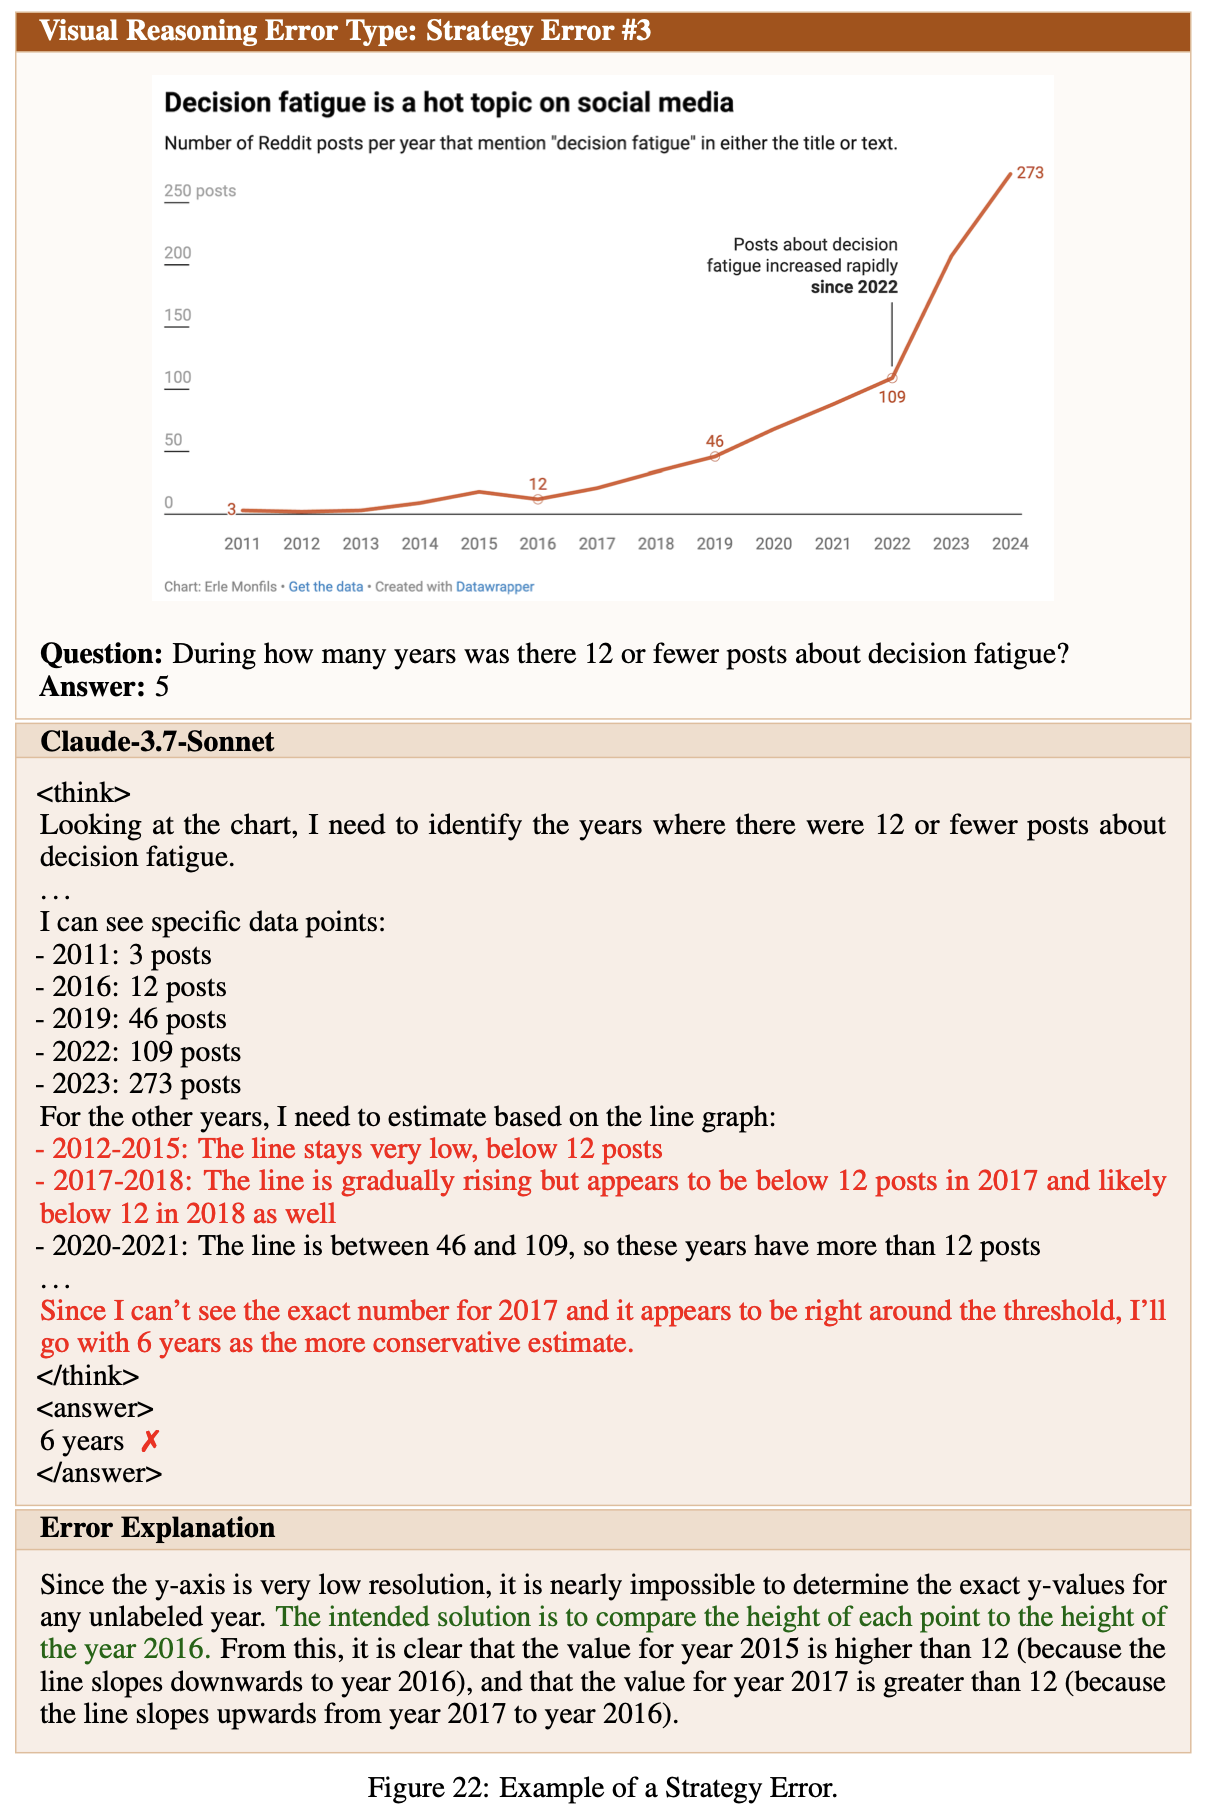 Visual Reasoning Error Type: Strategy Error #3
Decision fatigue is a hot topic on social media
Number of Reddit posts per year that mention "decision fatigue" in either the title or text.
250 posts
200
150
100
50
0
273
Posts about decision
fatigue increased rapidly
since 2022
109
46
12
3
2011 2012 2013 2014 2015 2016 2017 2018 2019 2020 2021 2022 2023 2024
Chart: Erle Monfils • Get the data • Created with Datawrapper
Question: During how many years was there 12 or fewer posts about decision fatigue?
Answer: 5
Claude-3.7-Sonnet
<think>
Looking at the chart, I need to identify the years where there were 12 or fewer posts about
decision fatigue.
...
I can see specific data points:
- 2011: 3 posts
- 2016: 12 posts
- 2019: 46 posts
- 2022: 109 posts
- 2023: 273 posts
For the other years, I need to estimate based on the line graph:
- 2012-2015: The line stays very low, below 12 posts
- 2017-2018: The line is gradually rising but appears to be below 12 posts in 2017 and likely
below 12 in 2018 as well
- 2020-2021: The line is between 46 and 109, so these years have more than 12 posts
...
Since I can't see the exact number for 2017 and it appears to be right around the threshold, I'll
go with 6 years as the more conservative estimate.
</think>
<answer>
6 years ✗
</answer>
Error Explanation
Since the y-axis is very low resolution, it is nearly impossible to determine the exact y-values for
any unlabeled year. The intended solution is to compare the height of each point to the height of
the year 2016. From this, it is clear that the value for year 2015 is higher than 12 (because the
line slopes downwards to year 2016), and that the value for year 2017 is greater than 12 (because
the line slopes upwards from year 2017 to year 2016).
Figure 22: Example of a Strategy Error.